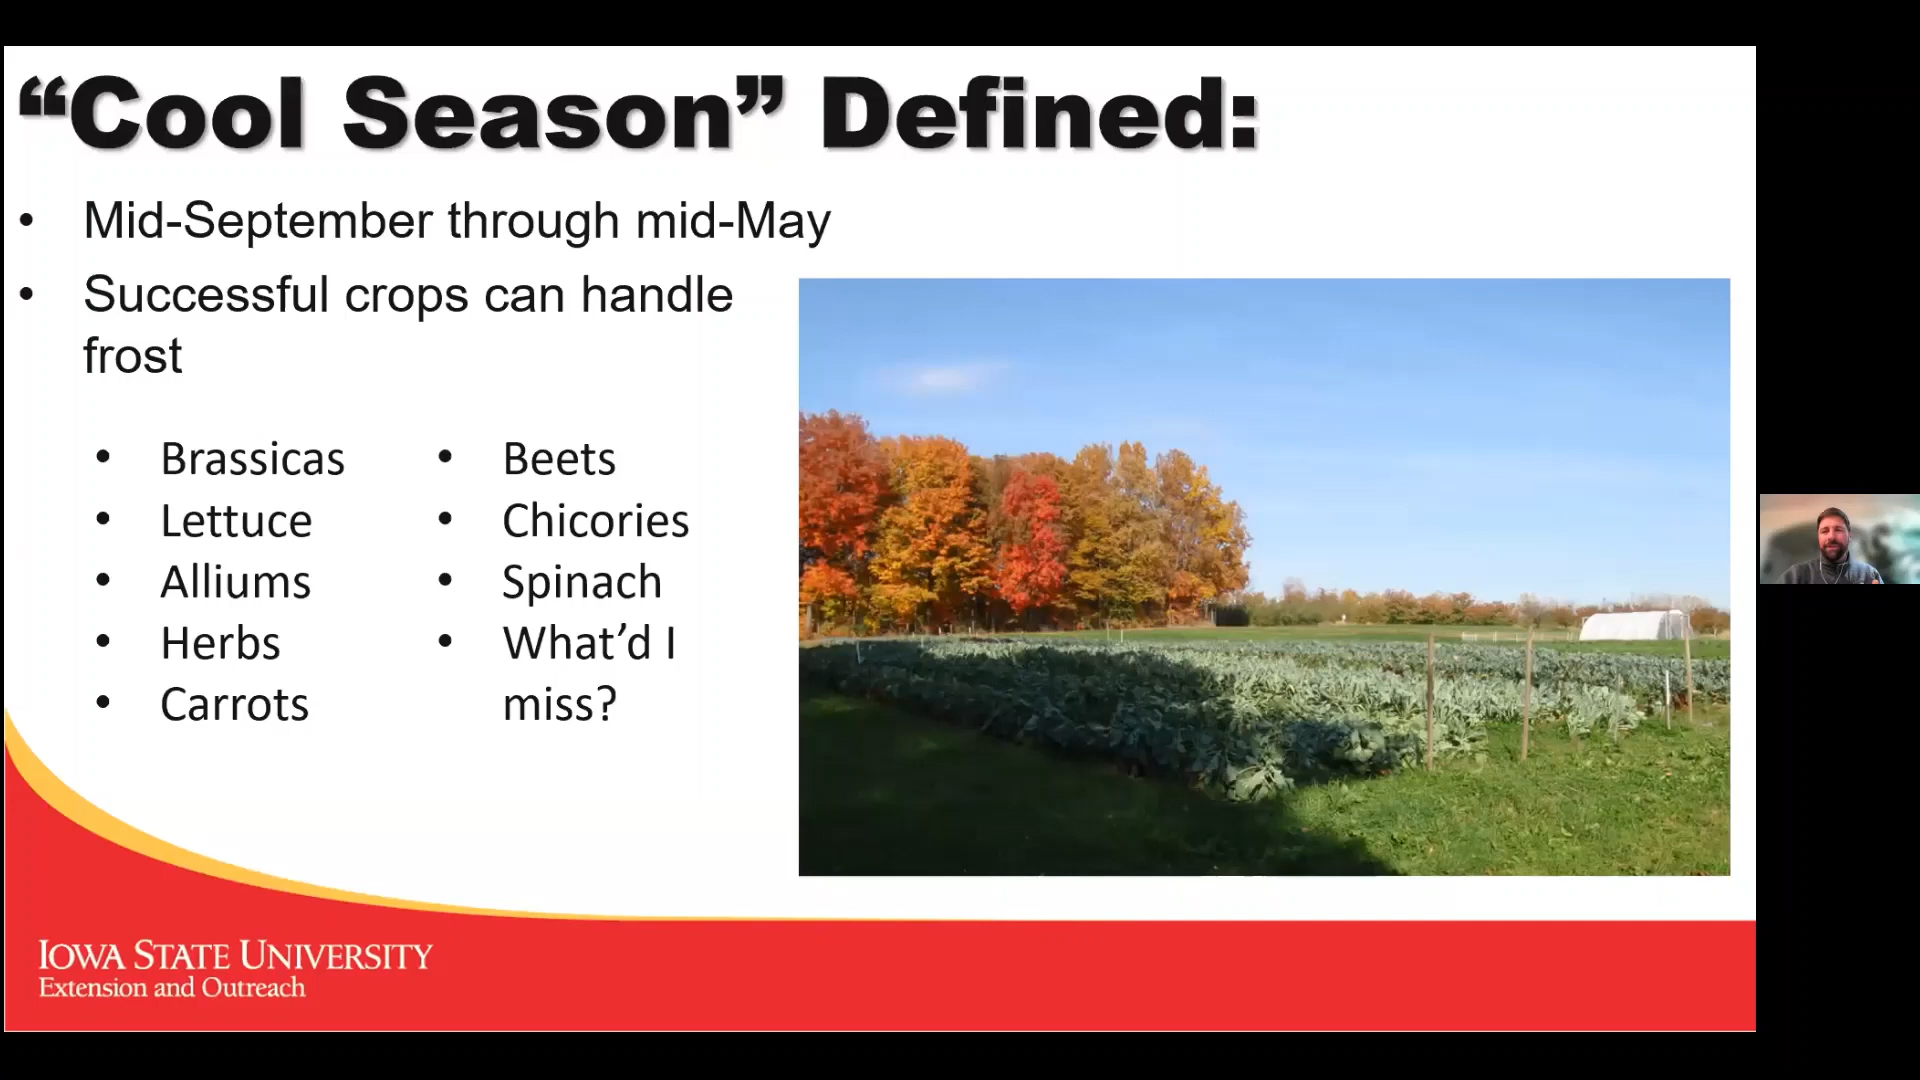 “Cool Season” Defined:
• Mid-September through mid-May
• Successful crops can handle
frost
• Brassicas
• Lettuce
• Alliums
• Herbs
• Carrots
• Beets
• Chicories
• Spinach
• What’d I
miss?
IOWA STATE UNIVERSITY
Extension and Outreach